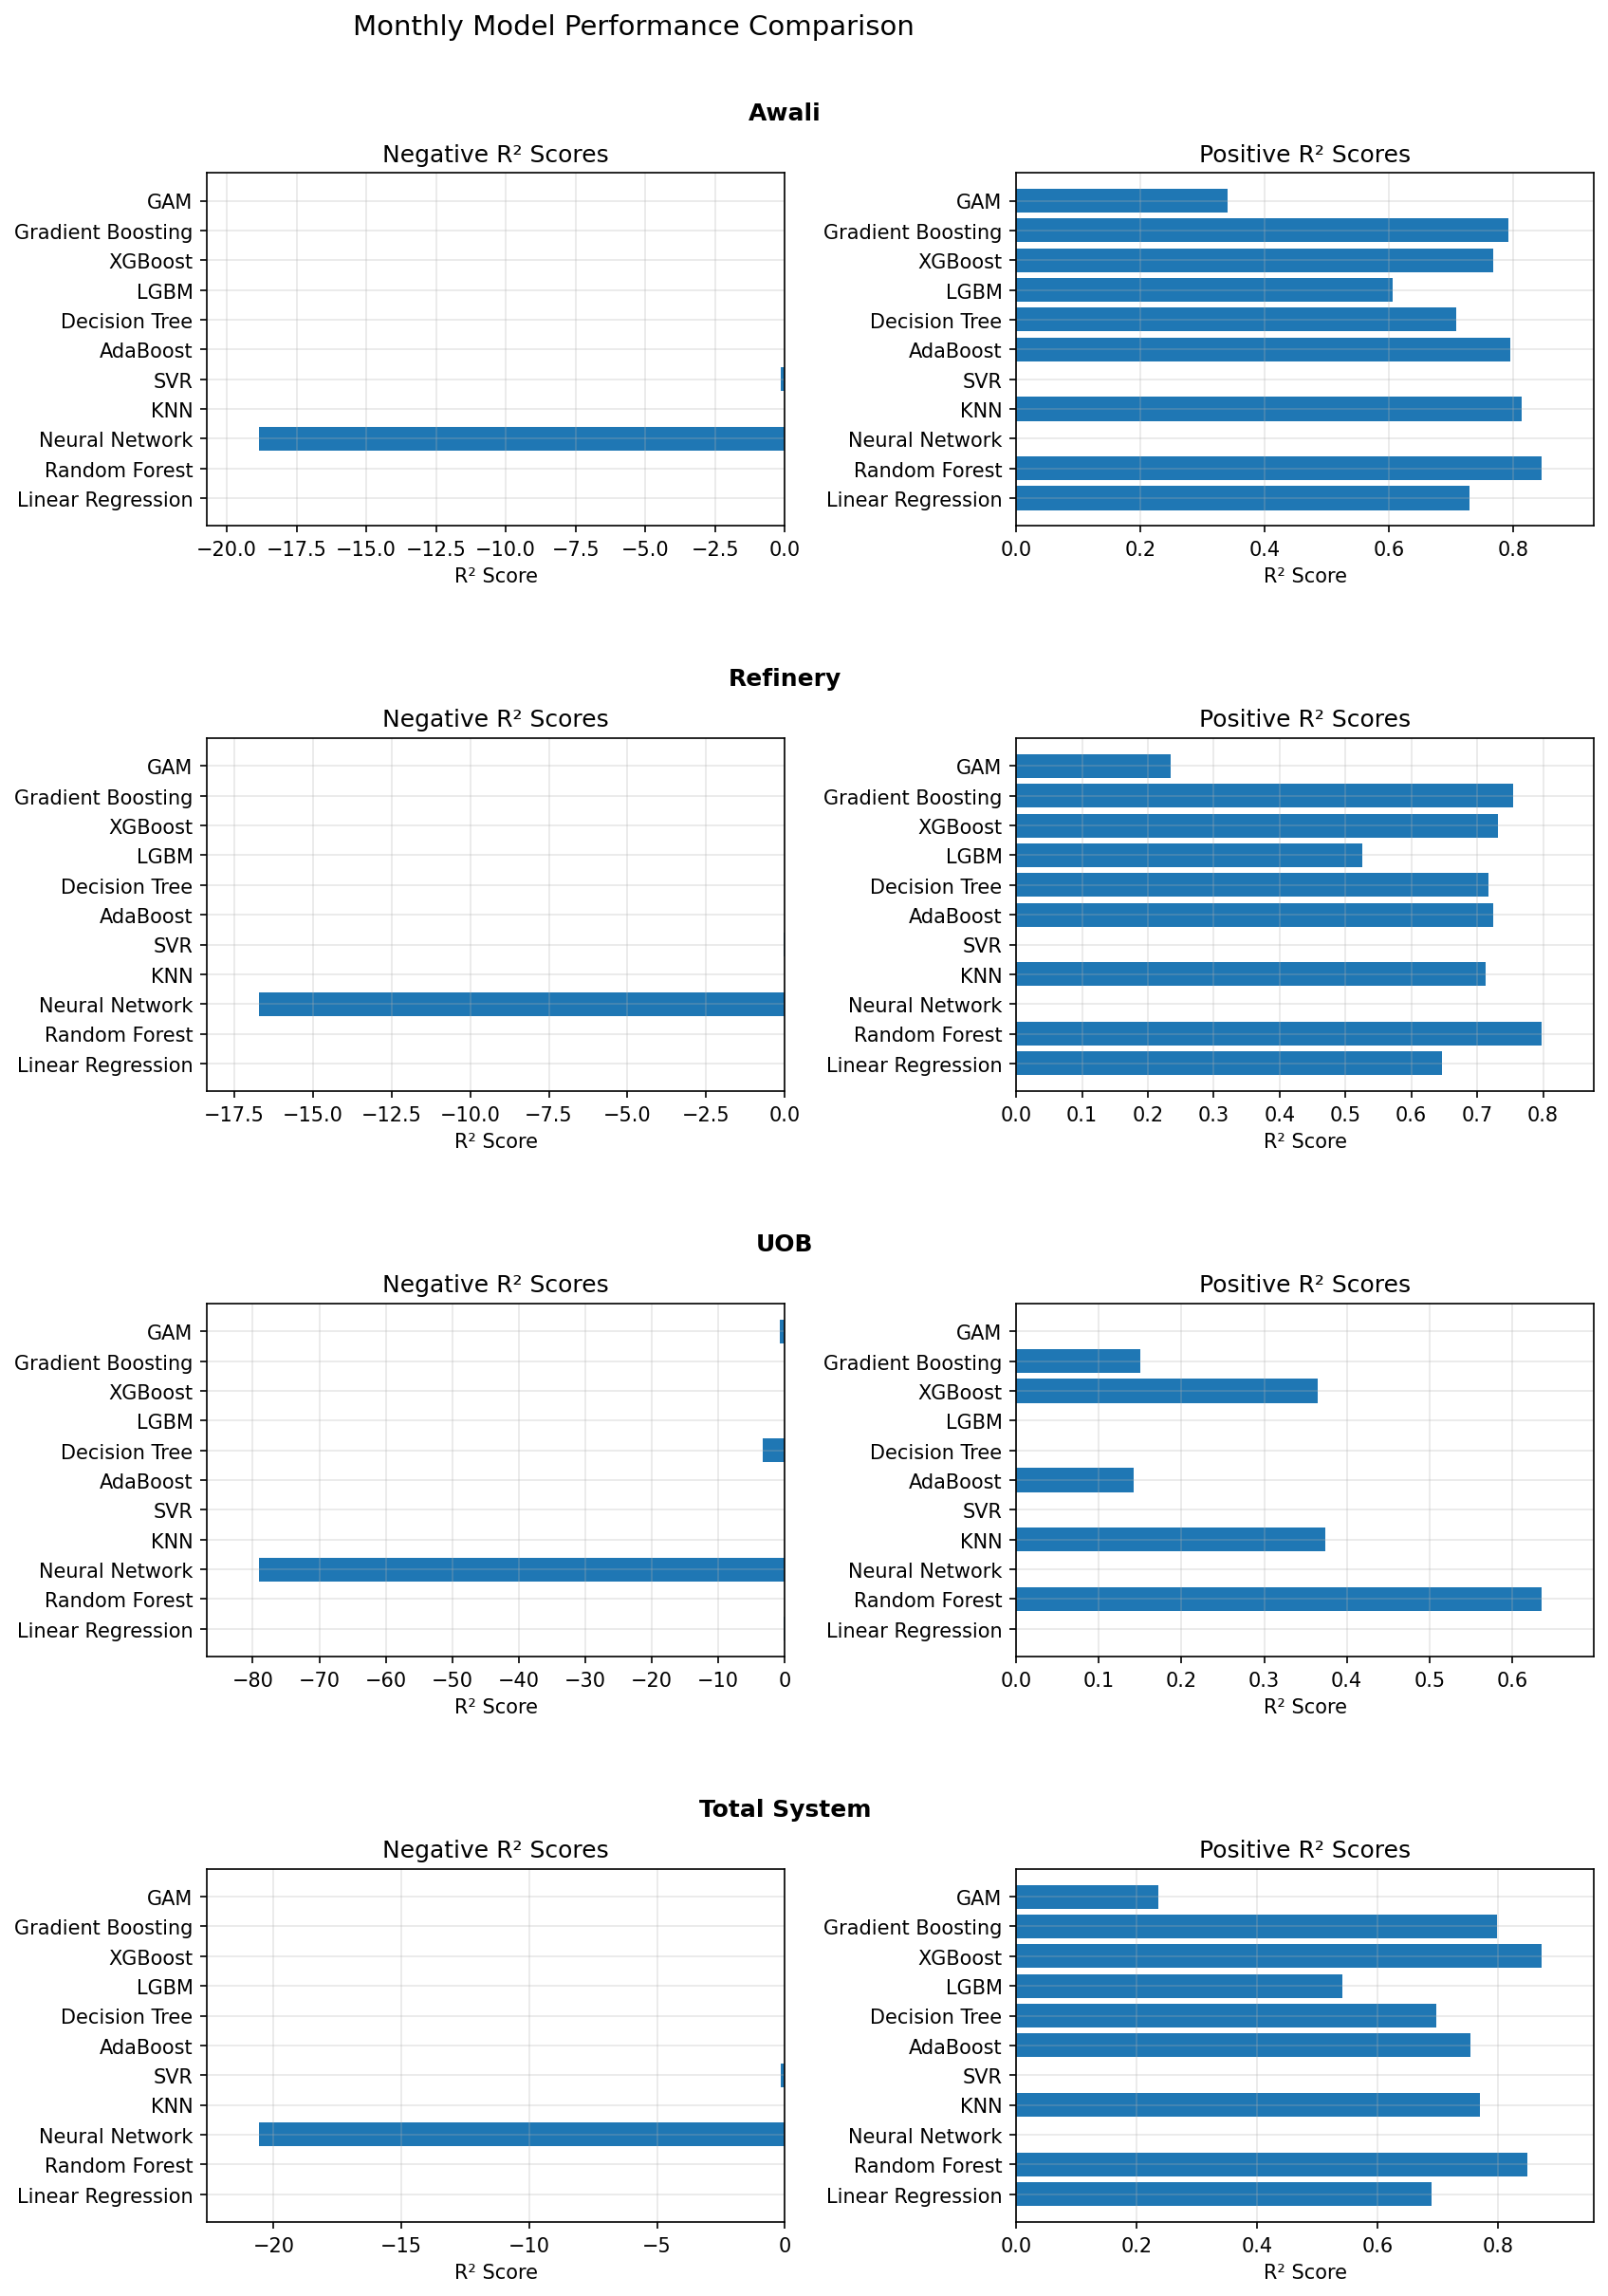 Monthly Model Performance Comparison
Awali
Negative R² Scores
GAM
Gradient Boosting
XGBoost
LGBM
Decision Tree
AdaBoost
SVR
KNN
Neural Network
Random Forest
Linear Regression
−20.0 −17.5 −15.0 −12.5 −10.0 −7.5 −5.0 −2.5 0.0
R² Score
Positive R² Scores
GAM
Gradient Boosting
XGBoost
LGBM
Decision Tree
AdaBoost
SVR
KNN
Neural Network
Random Forest
Linear Regression
0.0 0.2 0.4 0.6 0.8
R² Score
Refinery
Negative R² Scores
GAM
Gradient Boosting
XGBoost
LGBM
Decision Tree
AdaBoost
SVR
KNN
Neural Network
Random Forest
Linear Regression
−17.5 −15.0 −12.5 −10.0 −7.5 −5.0 −2.5 0.0
R² Score
Positive R² Scores
GAM
Gradient Boosting
XGBoost
LGBM
Decision Tree
AdaBoost
SVR
KNN
Neural Network
Random Forest
Linear Regression
0.0 0.1 0.2 0.3 0.4 0.5 0.6 0.7 0.8
R² Score
UOB
Negative R² Scores
GAM
Gradient Boosting
XGBoost
LGBM
Decision Tree
AdaBoost
SVR
KNN
Neural Network
Random Forest
Linear Regression
−80 −70 −60 −50 −40 −30 −20 −10 0
R² Score
Positive R² Scores
GAM
Gradient Boosting
XGBoost
LGBM
Decision Tree
AdaBoost
SVR
KNN
Neural Network
Random Forest
Linear Regression
0.0 0.1 0.2 0.3 0.4 0.5 0.6
R² Score
Total System
Negative R² Scores
GAM
Gradient Boosting
XGBoost
LGBM
Decision Tree
AdaBoost
SVR
KNN
Neural Network
Random Forest
Linear Regression
−20 −15 −10 −5 0
R² Score
Positive R² Scores
GAM
Gradient Boosting
XGBoost
LGBM
Decision Tree
AdaBoost
SVR
KNN
Neural Network
Random Forest
Linear Regression
0.0 0.2 0.4 0.6 0.8
R² Score